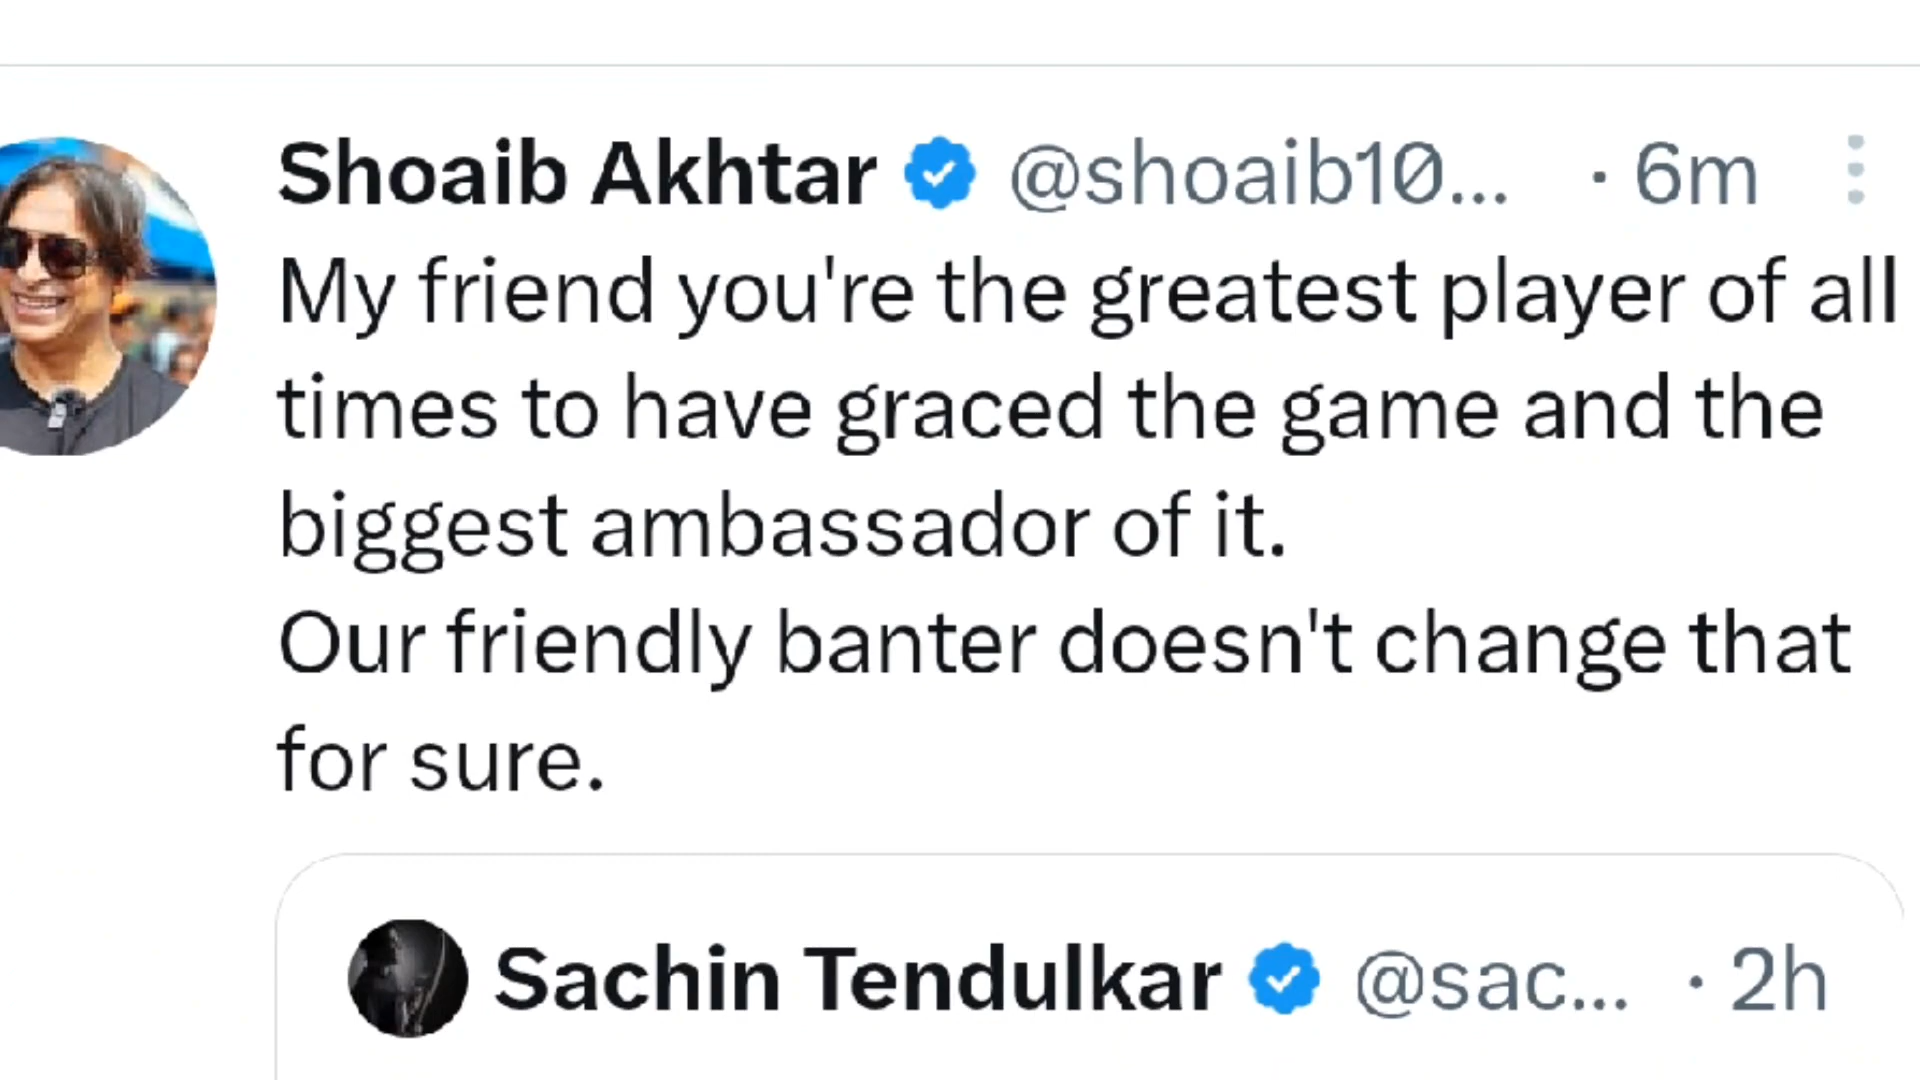 Shoaib Akhtar @shoaib10... · 6m
My friend you're the greatest player of all
times to have graced the game and the
biggest ambassador of it.
Our friendly banter doesn't change that
for sure.
Sachin Tendulkar @sac... · 2h